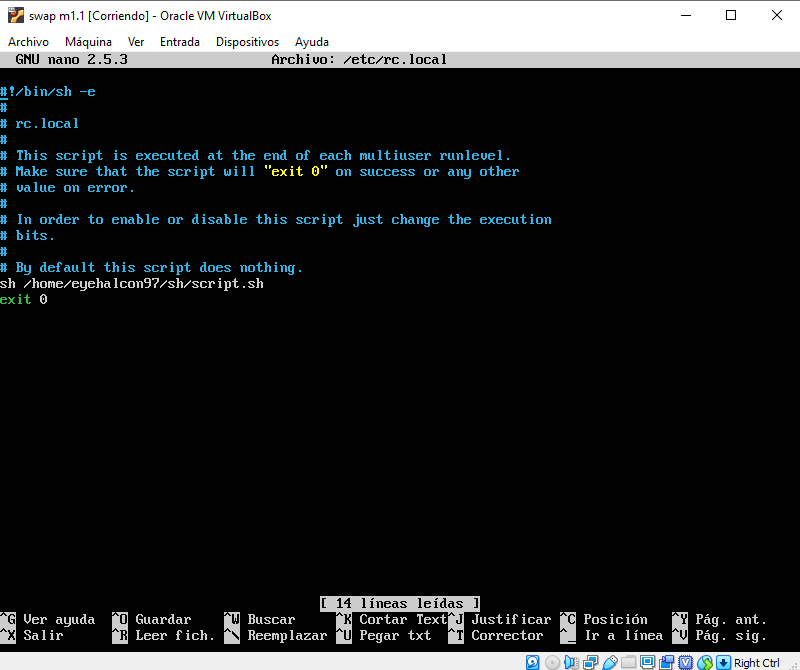 swap m1.1 [Corriendo] - Oracle VM VirtualBox
Archivo Máquina Ver Entrada Dispositivos Ayuda
GNU nano 2.5.3 Archivo: /etc/rc.local
#!/bin/sh -e
#
# rc.local
#
# This script is executed at the end of each multiuser runlevel.
# Make sure that the script will "exit 0" on success or any other
# value on error.
#
# In order to enable or disable this script just change the execution
# bits.
#
# By default this script does nothing.
sh /home/eyehalcon97/sh/script.sh
exit 0
[ 14 líneas leídas ]
^G Ver ayuda ^O Guardar ^W Buscar ^K Cortar Text ^J Justificar ^C Posición ^Y Pág. ant.
^X Salir ^R Leer fich. ^\ Reemplazar ^U Pegar txt ^T Corrector ^_ Ir a línea ^V Pág. sig.
Right Ctrl